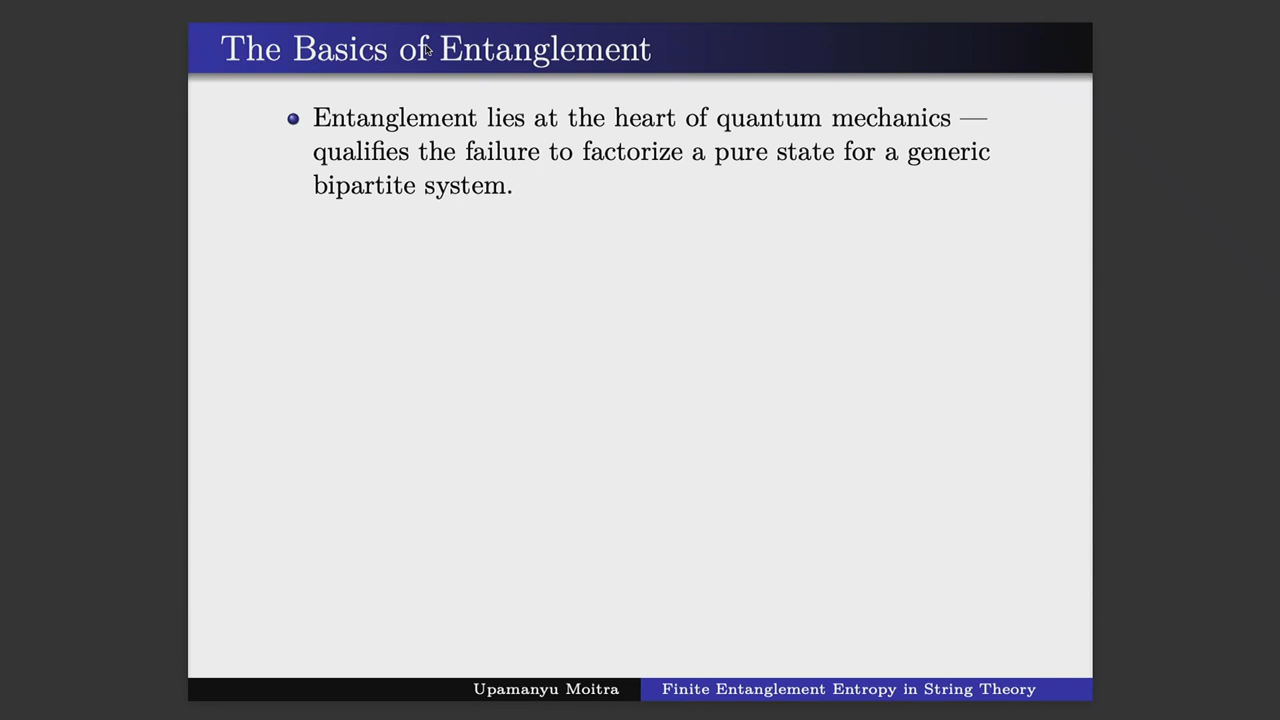 The Basics of Entanglement
Entanglement lies at the heart of quantum mechanics —
qualifies the failure to factorize a pure state for a generic
bipartite system.
Upamanyu Moitra
Finite Entanglement Entropy in String Theory